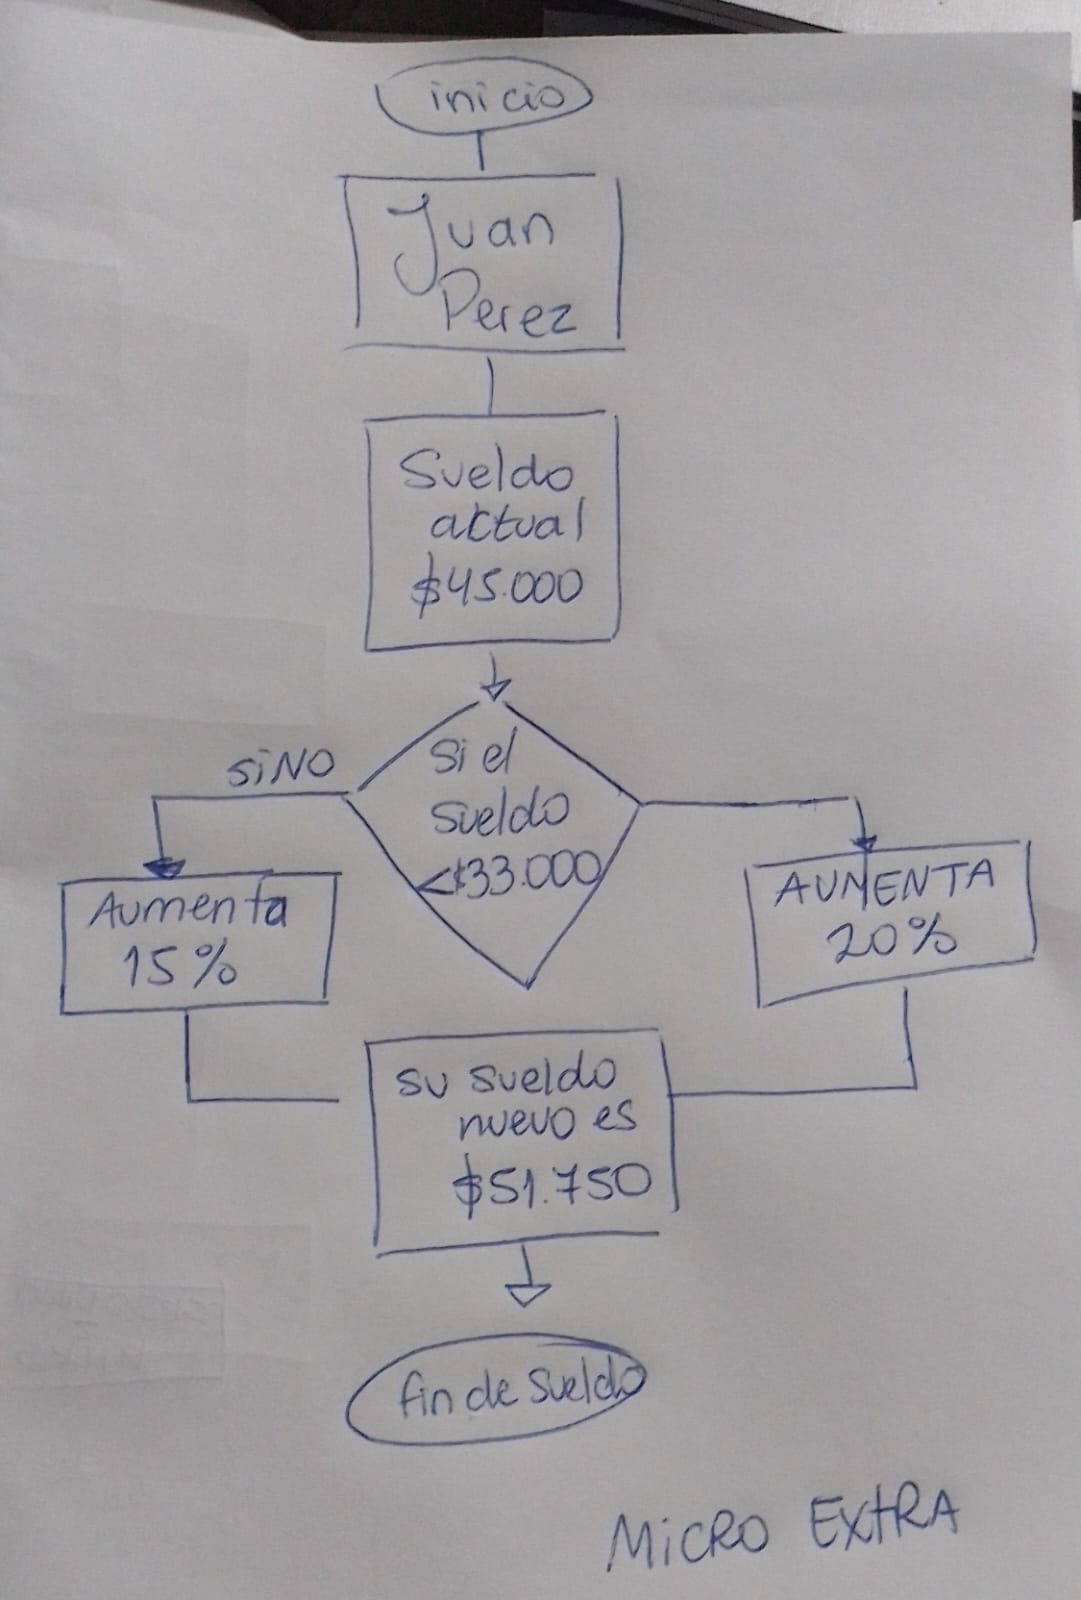 inicio
Juan
Perez
Sueldo
actual
$45.000
Si el
sueldo
<$33.000
SiNO
Aumenta
15%
AUMENTA
20%
su sueldo
nuevo es
$51.750
fin de sueldo
MiCRO EXtRA